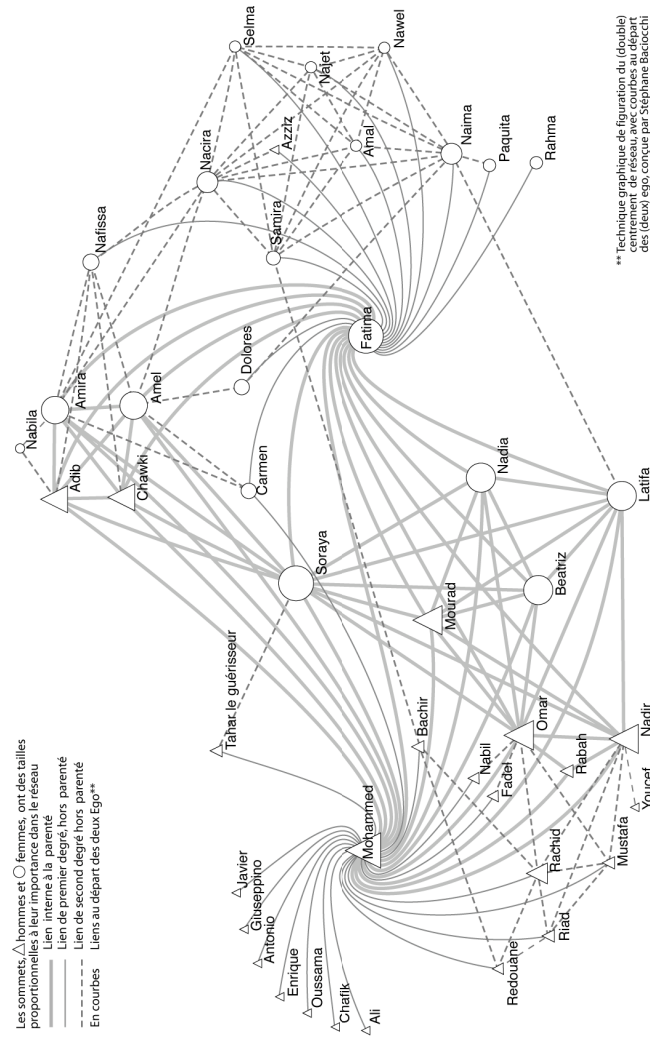 Les sommets, △ hommes et ○ femmes, ont des tailles
proportionnelles à leur importance dans le réseau
Lien interne à la parenté
Lien de premier degré, hors parenté
Lien de second degré hors parenté
En courbes Liens au départ des deux Ego**
Javier
Giuseppino
Antonio
Enrique
Oussama
Chafik
Ali
Mohammed
Tahar le guérisseur
Bachir
Nabil
Fadel
Rabah
Omar
Nadir
Youcef
Mustafa
Rachid
Riad
Redouane
Soraya
Mourad
Beatriz
Nadia
Latifa
Nabila
Adib
Amira
Chawki
Amel
Carmen
Dolores
Fatima
Nafissa
Nacira
Samira
Selma
Najet
Azziz
Amal
Nawel
Naima
Paquita
Rahma
** Technique graphique de figuration du (double)
centrement de réseau, avec courbes au départ
des (deux) ego, conçue par Stéphane Baciocchi